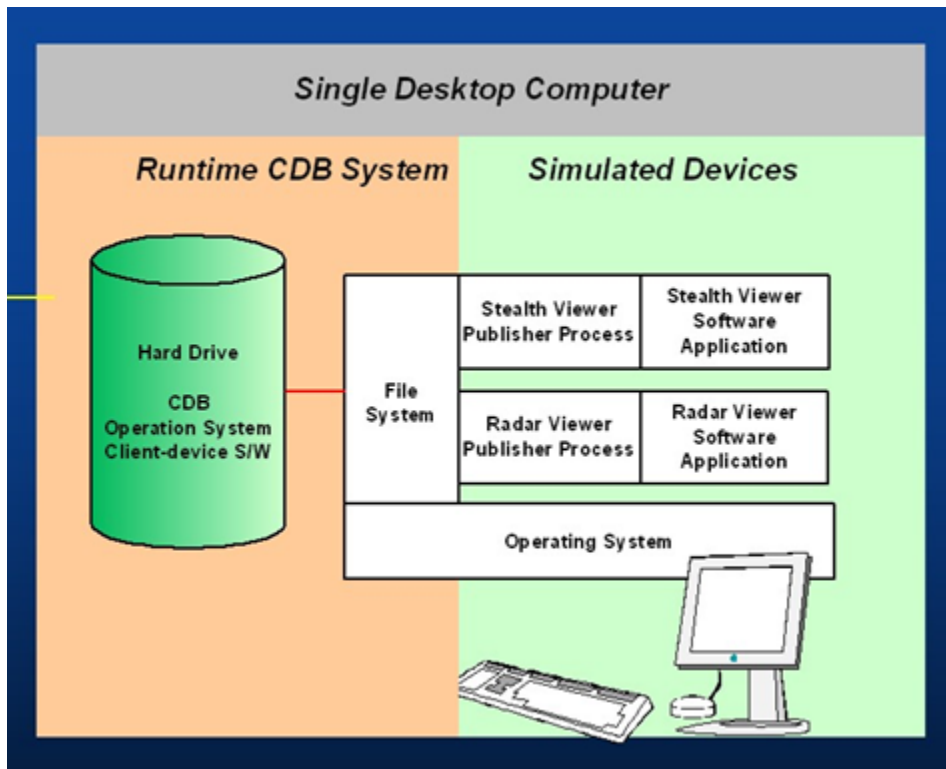 Single Desktop Computer
Runtime CDB System
Simulated Devices
Hard Drive
CDB
Operation System
Client-device S/W
File
System
Stealth Viewer
Publisher Process
Stealth Viewer
Software
Application
Radar Viewer
Publisher Process
Radar Viewer
Software
Application
Operating System